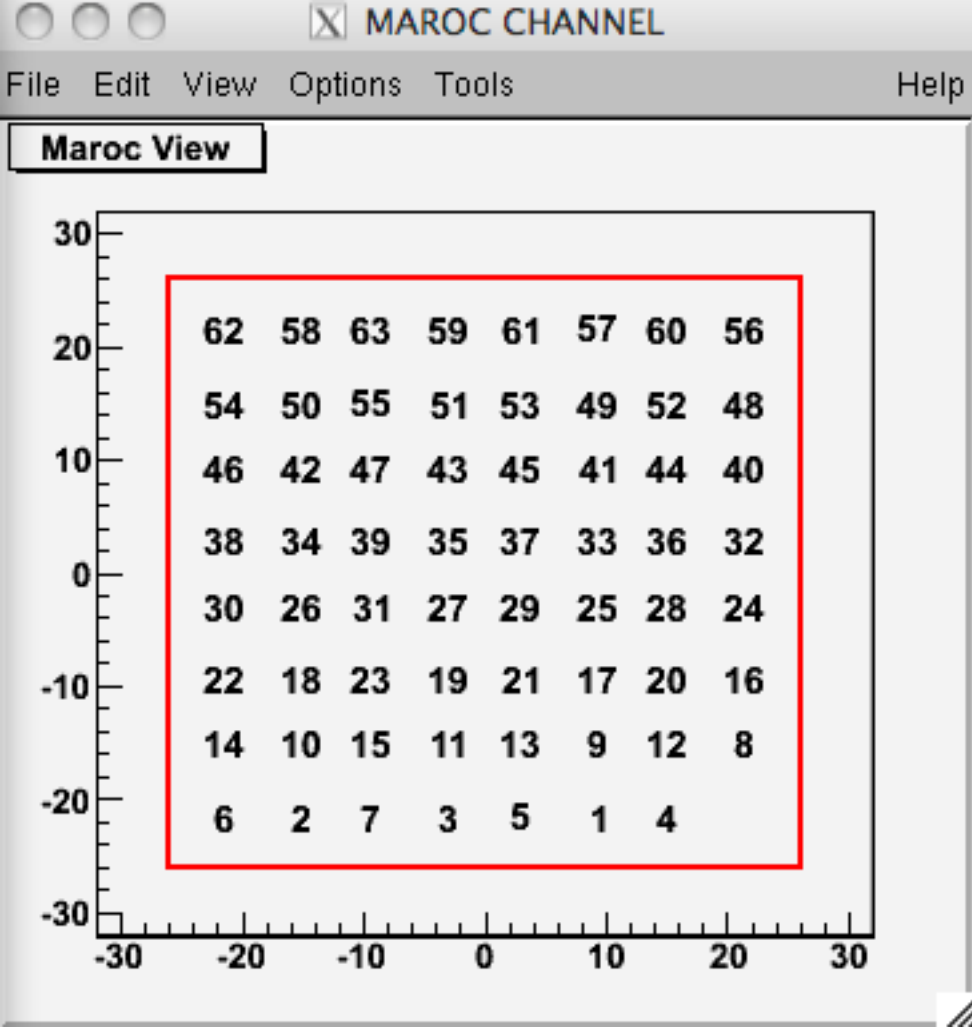 MAROC CHANNEL
File Edit View Options Tools Help
Maroc View
30
62 58 63 59 61 57 60 56
20
54 50 55 51 53 49 52 48
10
46 42 47 43 45 41 44 40
38 34 39 35 37 33 36 32
0
30 26 31 27 29 25 28 24
-10
22 18 23 19 21 17 20 16
14 10 15 11 13 9 12 8
-20
6 2 7 3 5 1 4
-30
-30 -20 -10 0 10 20 30